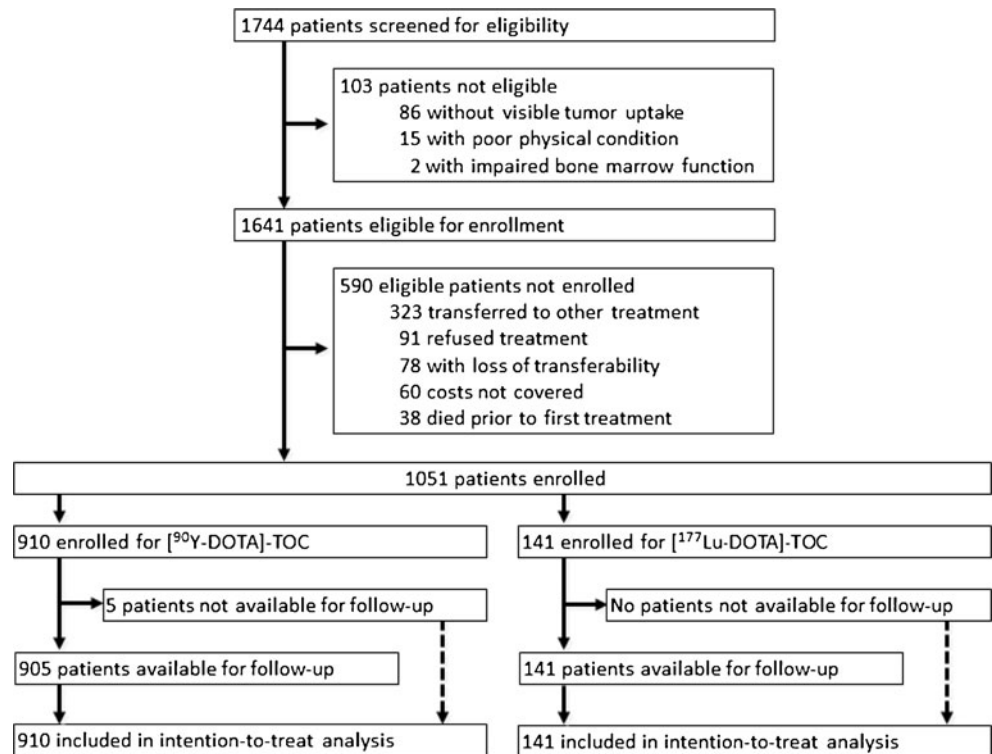 1744 patients screened for eligibility
103 patients not eligible
86 without visible tumor uptake
15 with poor physical condition
2 with impaired bone marrow function
1641 patients eligible for enrollment
590 eligible patients not enrolled
323 transferred to other treatment
91 refused treatment
78 with loss of transferability
60 costs not covered
38 died prior to first treatment
1051 patients enrolled
910 enrolled for [⁹⁰Y-DOTA]-TOC
141 enrolled for [¹⁷⁷Lu-DOTA]-TOC
5 patients not available for follow-up
No patients not available for follow-up
905 patients available for follow-up
141 patients available for follow-up
910 included in intention-to-treat analysis
141 included in intention-to-treat analysis